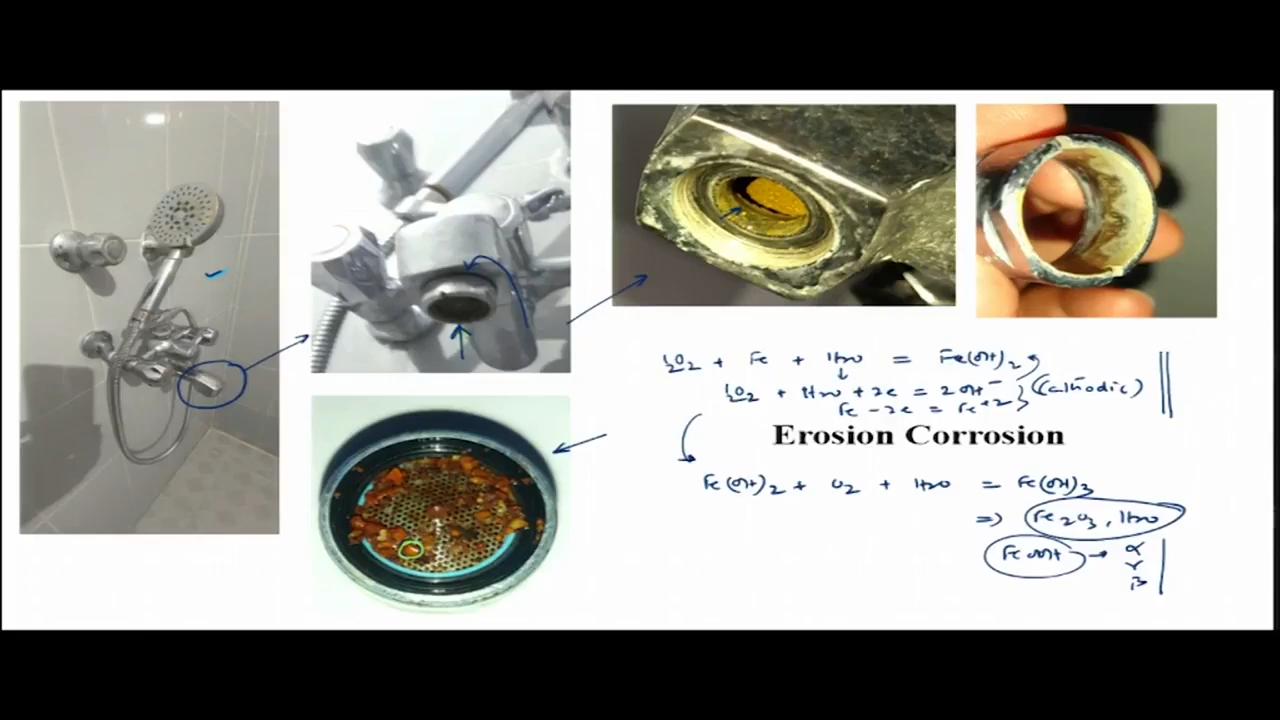 ½O2 + Fe + H2O = Fe(OH)2
½O2 + H2O + 2e = 2OH⁻ (Cathodic)
Fe - 2e = Fe+2
Erosion Corrosion
Fe(OH)2 + O2 + H2O = Fe(OH)3
⇒ Fe2O3, H2O
FeOOH → α
γ
β